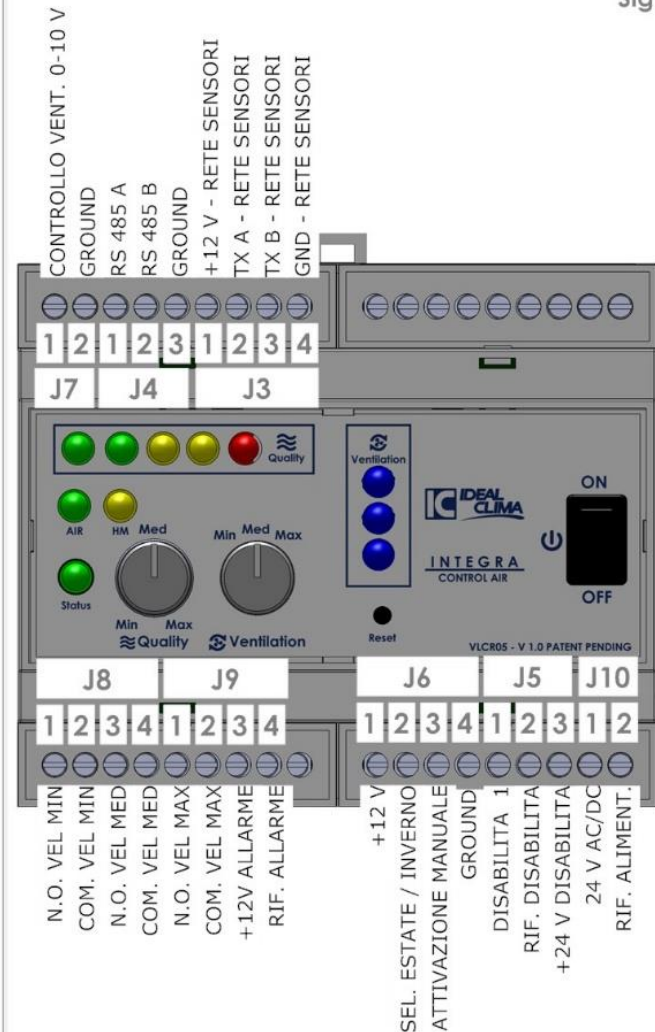 Sig
CONTROLLO VENT. 0-10 V
GROUND
RS 485 A
RS 485 B
GROUND
+12 V - RETE SENSORI
TX A - RETE SENSORI
TX B - RETE SENSORI
GND - RETE SENSORI
1 2 1 2 3 1 2 3 4
J7 J4 J3
Quality
Ventilation
AIR
HM
Med
Min Med Max
IC IDEAL
CLIMA
ON
Status
INTEGRA
CONTROL AIR
OFF
Min Max
Quality
Ventilation
Reset
VLCR05 - V 1.0 PATENT PENDING
J8 J9 J6 J5 J10
1 2 3 4 1 2 3 4 1 2 3 4 1 2 3 1 2
N.O. VEL MIN
COM. VEL MIN
N.O. VEL MED
COM. VEL MED
N.O. VEL MAX
COM. VEL MAX
+12V ALLARME
RIF. ALLARME
+12 V
SEL. ESTATE / INVERNO
ATTIVAZIONE MANUALE
GROUND
DISABILITA 1
RIF. DISABILITA
+24 V DISABILITA
24 V AC/DC
RIF. ALIMENT.